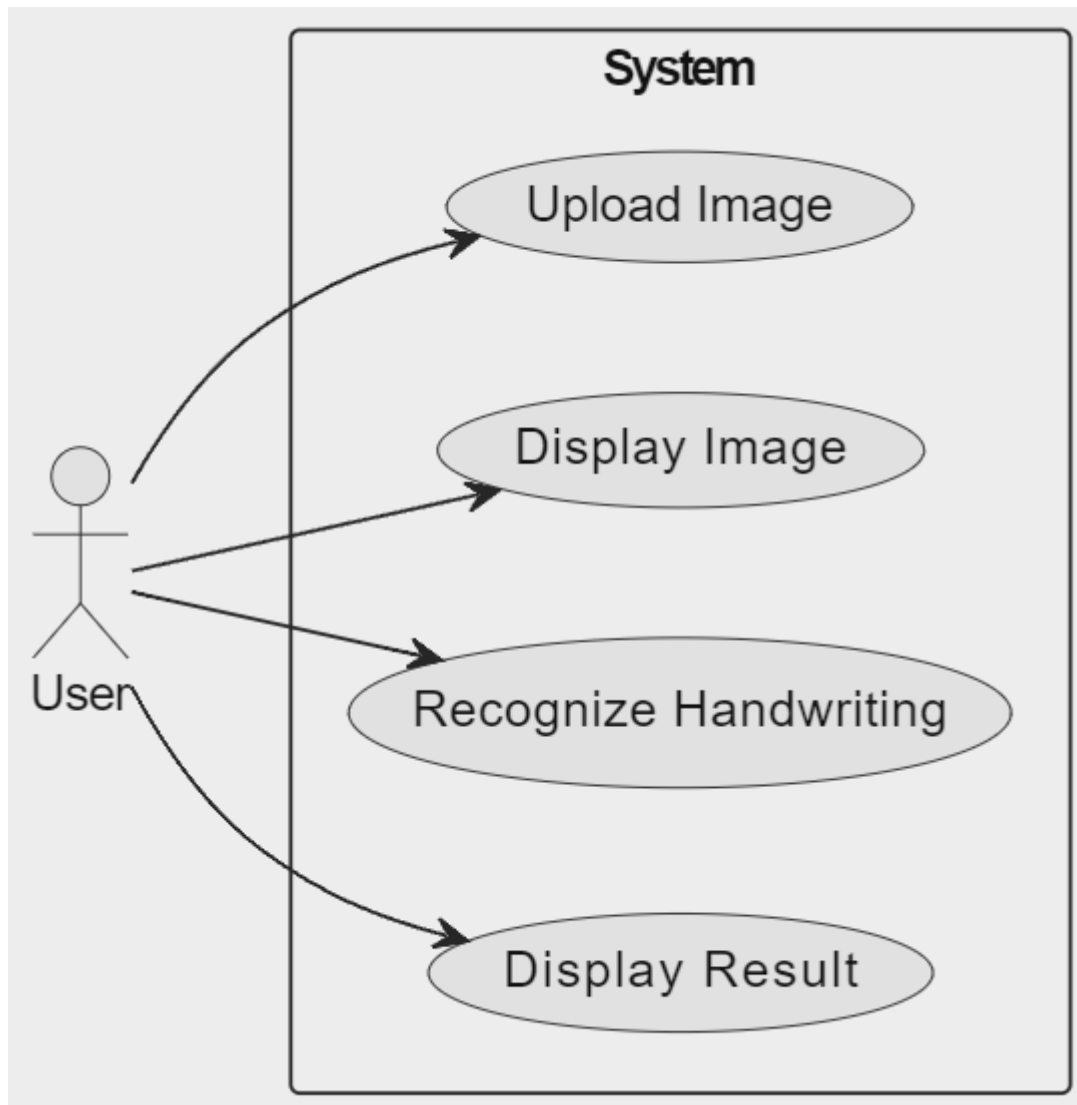 System
Upload Image
Display Image
User
Recognize Handwriting
Display Result